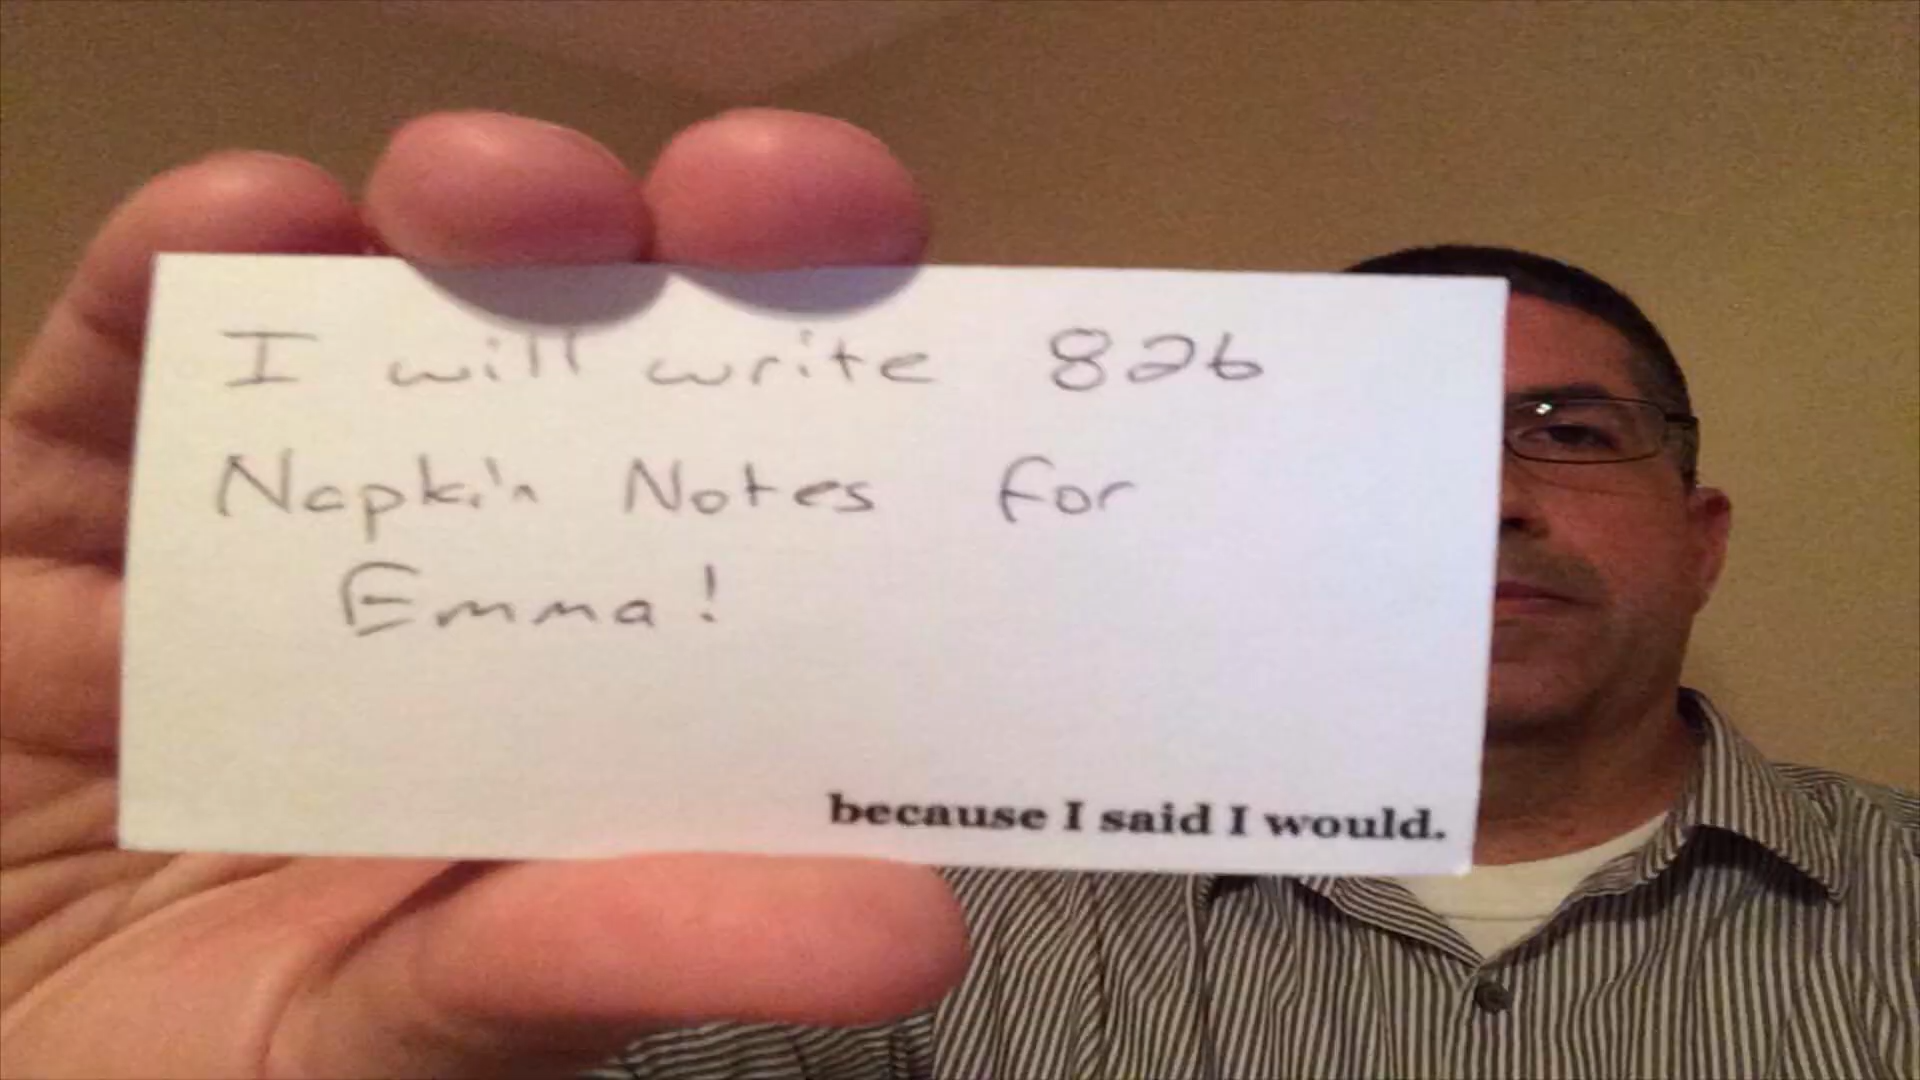 I will write 826
Napkin Notes for
Emma!
because I said I would.